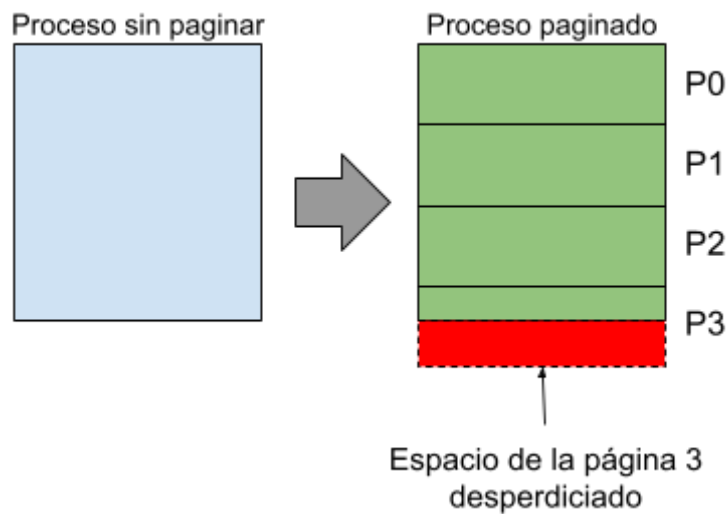 Proceso sin paginar
Proceso paginado
P0
P1
P2
P3
Espacio de la página 3
desperdiciado